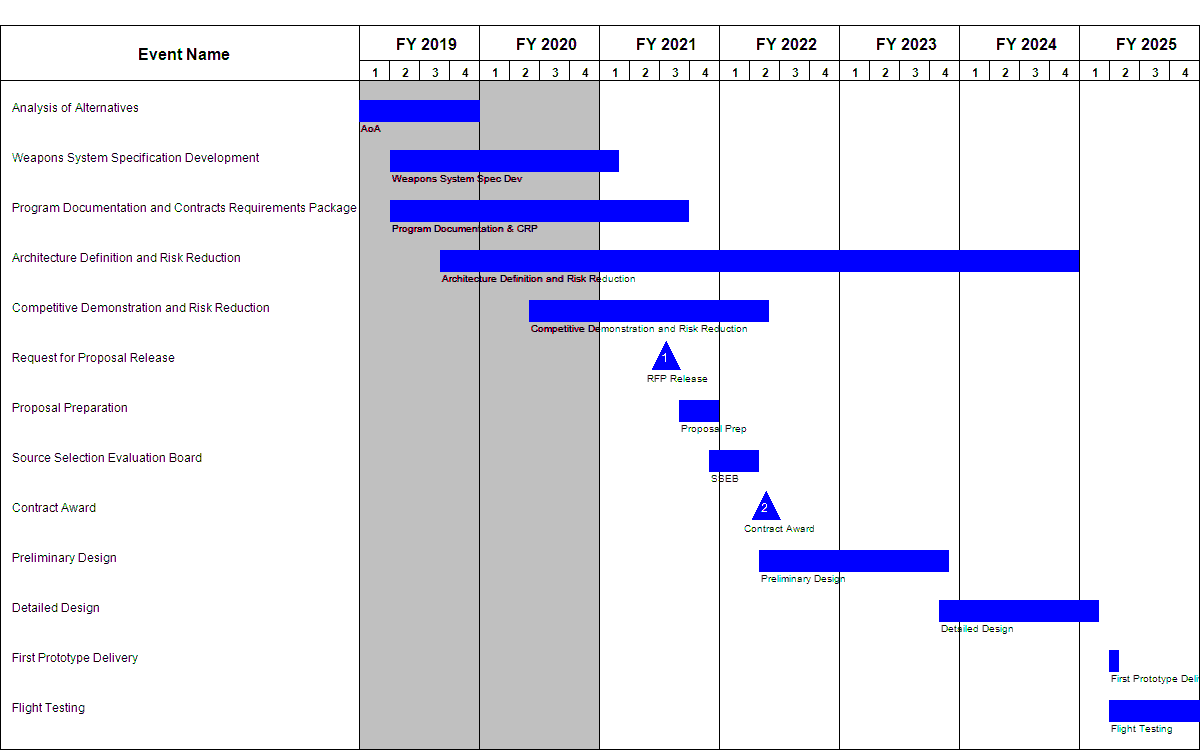 Event Name
FY 2019 FY 2020 FY 2021 FY 2022 FY 2023 FY 2024 FY 2025
1 2 3 4 1 2 3 4 1 2 3 4 1 2 3 4 1 2 3 4 1 2 3 4 1 2 3 4
Analysis of Alternatives
AoA
Weapons System Specification Development
Weapons System Spec Dev
Program Documentation and Contracts Requirements Package
Program Documentation & CRP
Architecture Definition and Risk Reduction
Architecture Definition and Risk Reduction
Competitive Demonstration and Risk Reduction
Competitive Demonstration and Risk Reduction
Request for Proposal Release
1
RFP Release
Proposal Preparation
Proposal Prep
Source Selection Evaluation Board
SSEB
Contract Award
2
Contract Award
Preliminary Design
Preliminary Design
Detailed Design
Detailed Design
First Prototype Delivery
First Prototype Deli
Flight Testing
Flight Testing